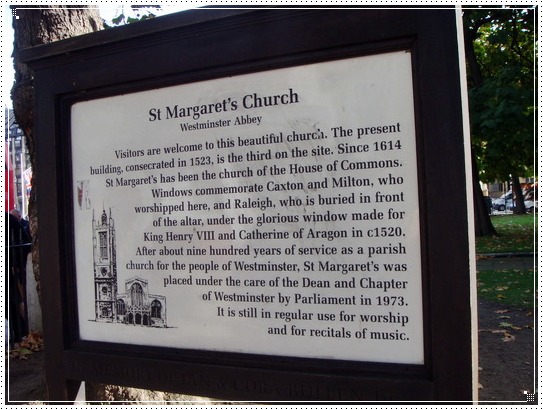 St Margaret's Church
Westminster Abbey
Visitors are welcome to this beautiful church. The present
building, consecrated in 1523, is the third on the site. Since 1614
St Margaret's has been the church of the House of Commons.
Windows commemorate Caxton and Milton, who
worshipped here, and Raleigh, who is buried in front
of the altar, under the glorious window made for
King Henry VIII and Catherine of Aragon in c1520.
After about nine hundred years of service as a parish
church for the people of Westminster, St Margaret's was
placed under the care of the Dean and Chapter
of Westminster by Parliament in 1973.
It is still in regular use for worship
and for recitals of music.